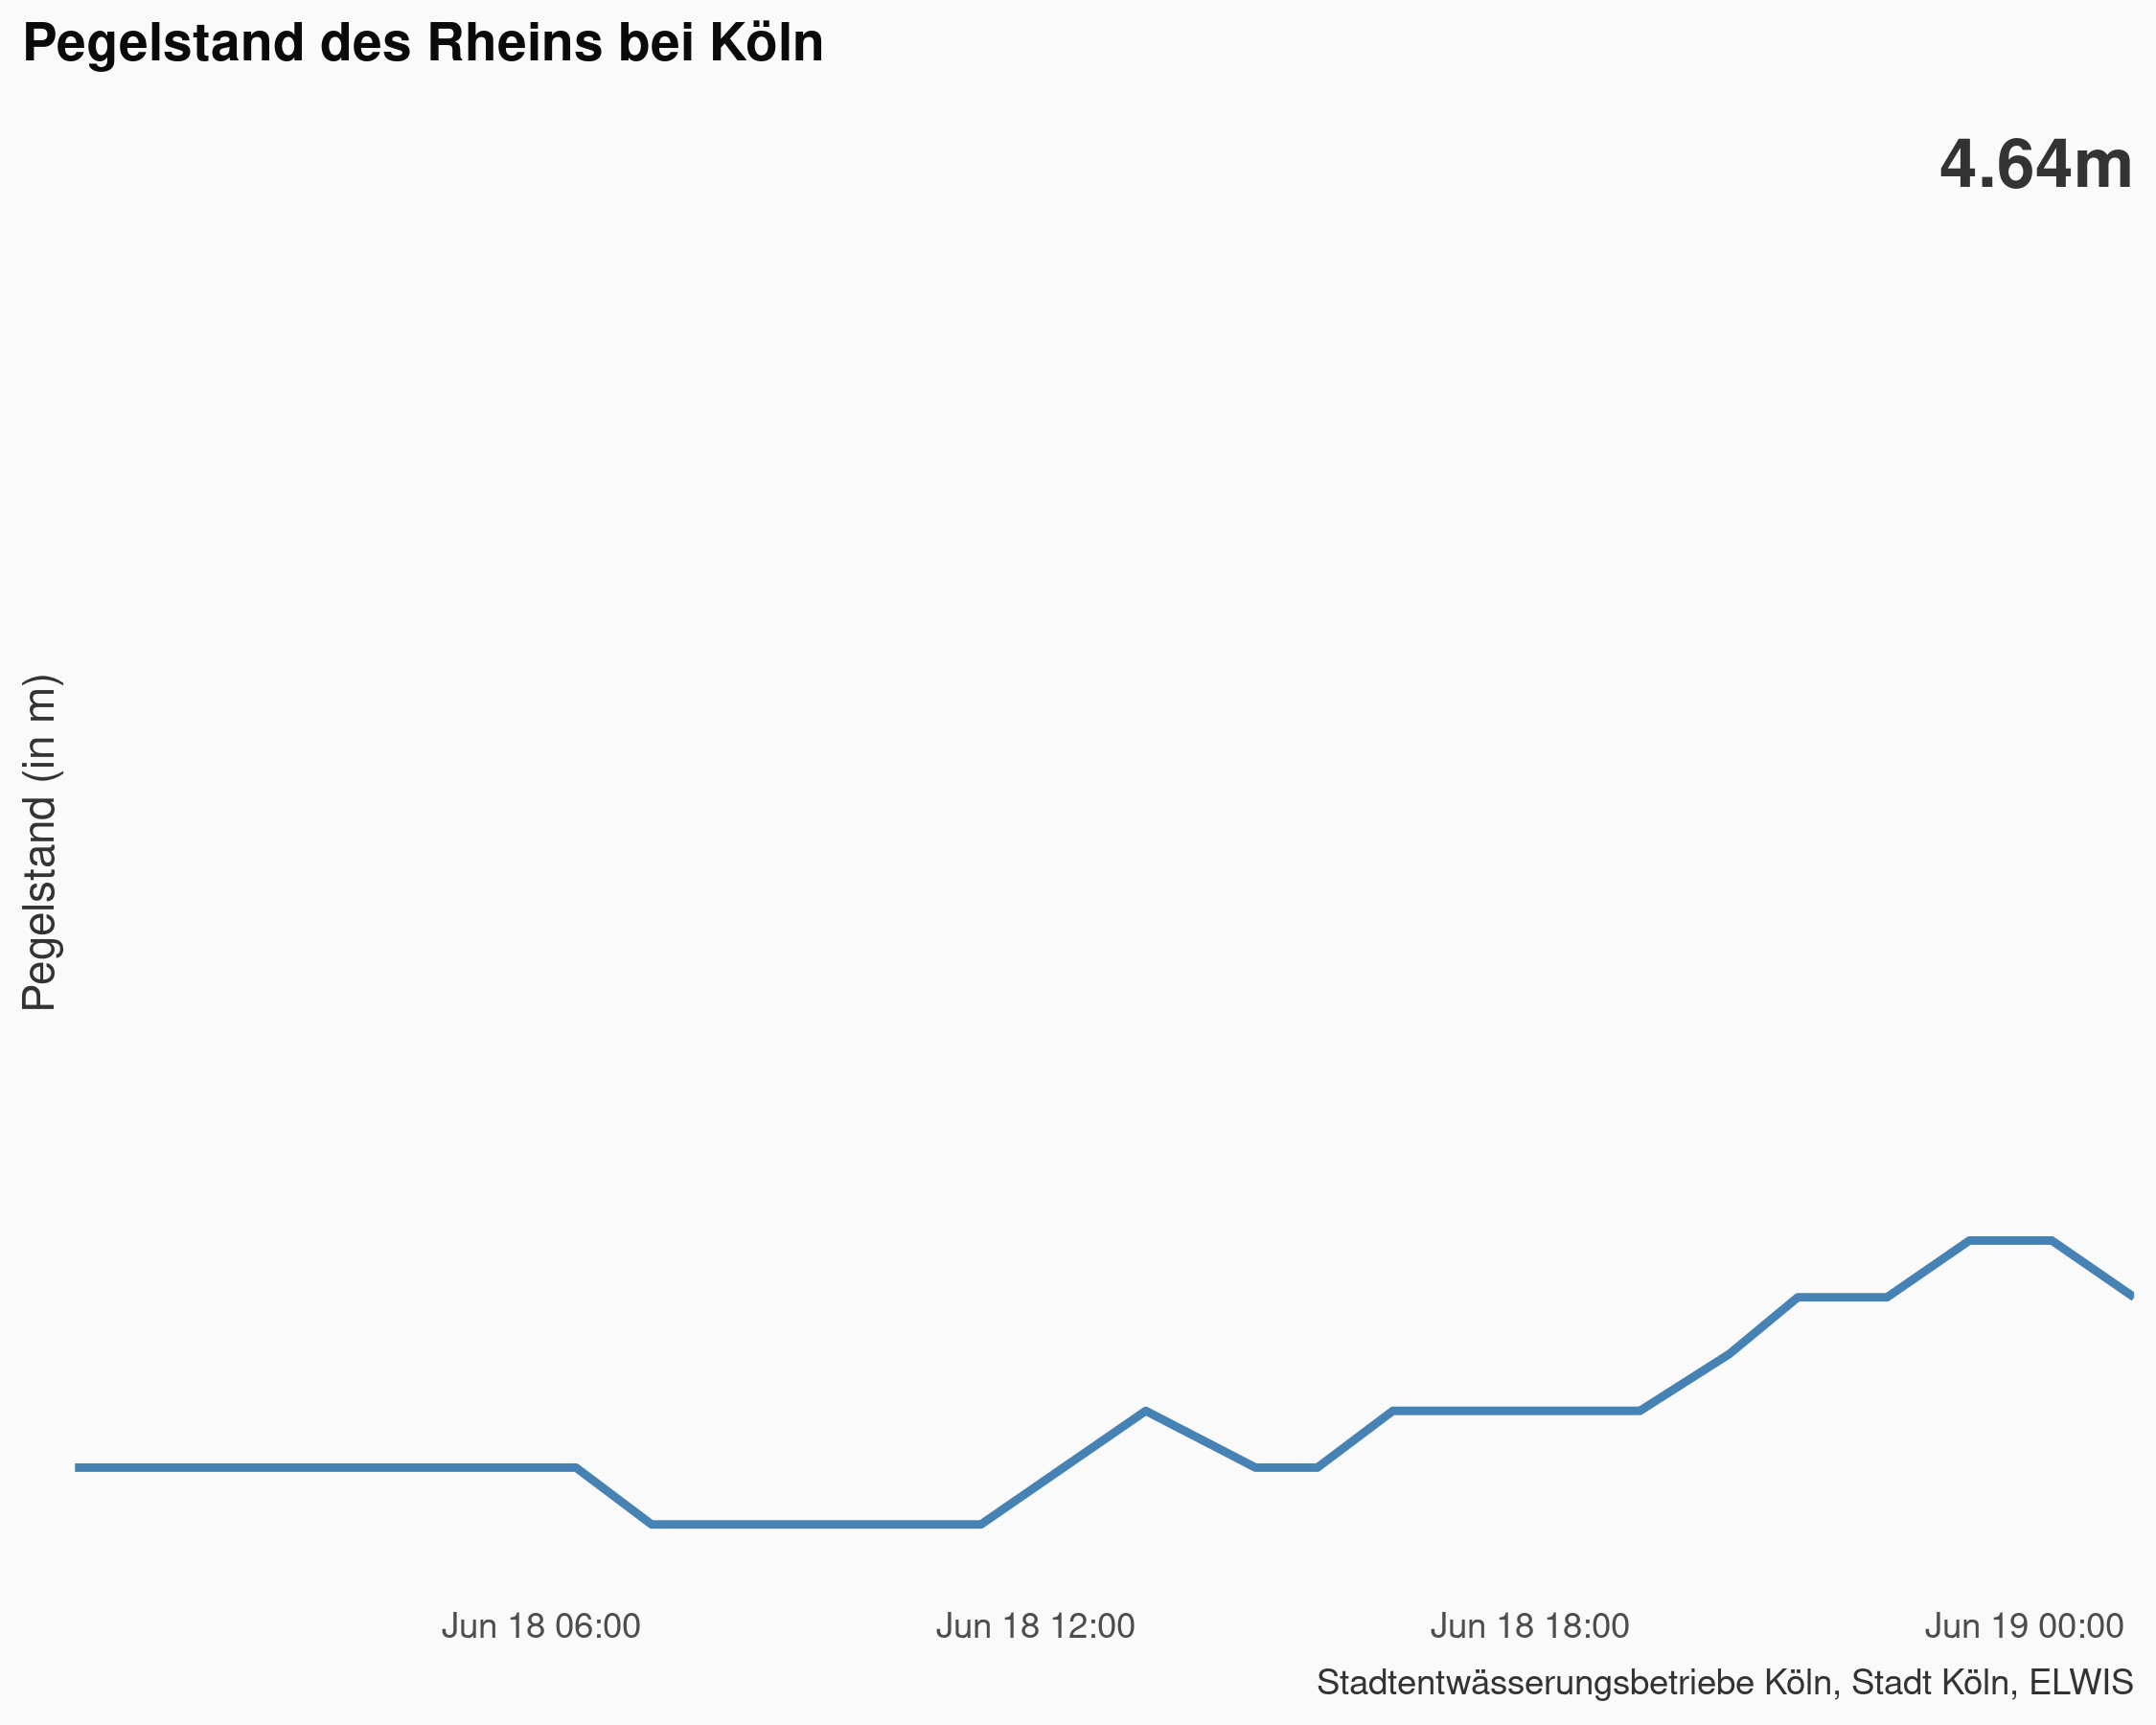 Pegelstand des Rheins bei Köln
4.64m
Pegelstand (in m)
Jun 18 06:00 Jun 18 12:00 Jun 18 18:00 Jun 19 00:00
Stadtentwässerungsbetriebe Köln, Stadt Köln, ELWIS